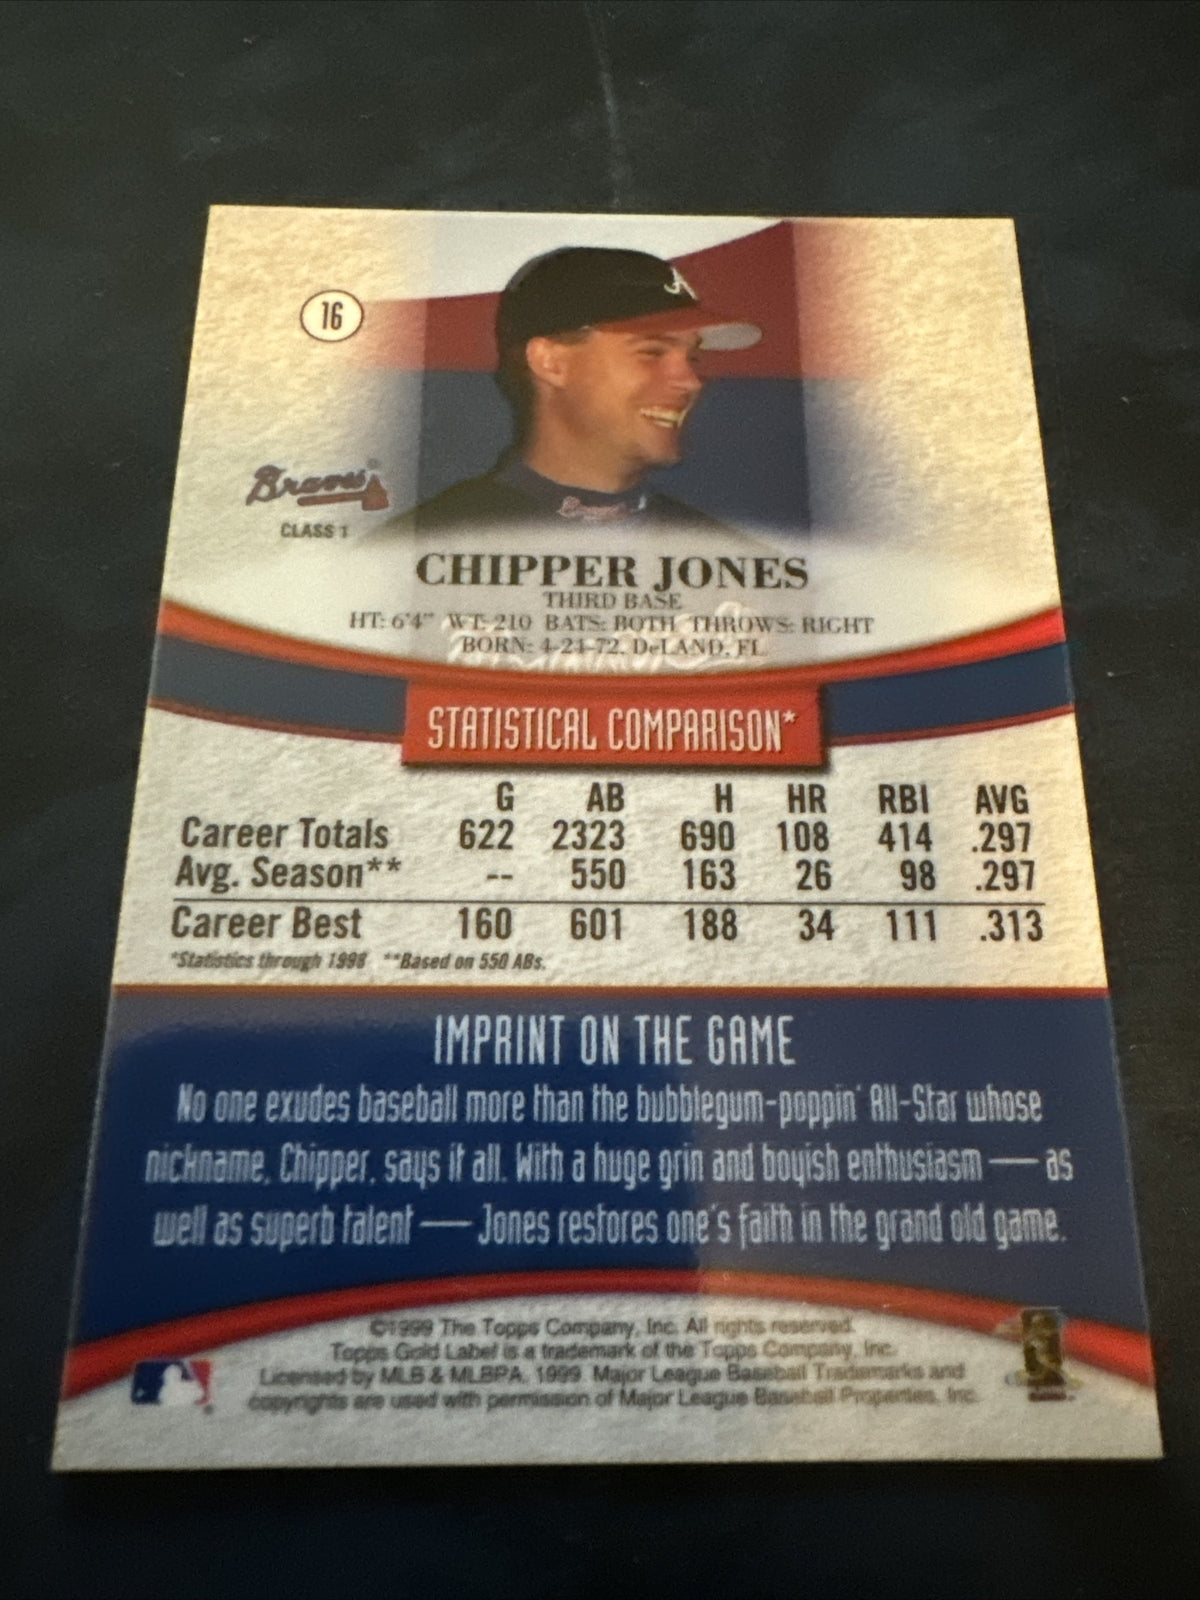 16
A
Braves
Braves
CLASS 1
CHIPPER JONES
THIRD BASE
HT: 6'4" WT: 210 BATS: BOTH THROWS: RIGHT
BORN: 4-24-72, DeLAND, FL
STATISTICAL COMPARISON*
G AB H HR RBI AVG
Career Totals 622 2323 690 108 414 .297
Avg. Season** -- 550 163 26 98 .297
Career Best 160 601 188 34 111 .313
*Statistics through 1998 **Based on 550 ABs.
IMPRINT ON THE GAME
No one exudes baseball more than the bubblegum-poppin' All-Star whose
nickname, Chipper, says it all. With a huge grin and boyish enthusiasm — as
well as superb talent — Jones restores one's faith in the grand old game.
©1999 The Topps Company, Inc. All rights reserved.
Topps Gold Label is a trademark of the Topps Company, Inc.
Licensed by MLB & MLBPA, 1999. Major League Baseball Trademarks and
copyrights are used with permission of Major League Baseball Properties, Inc.